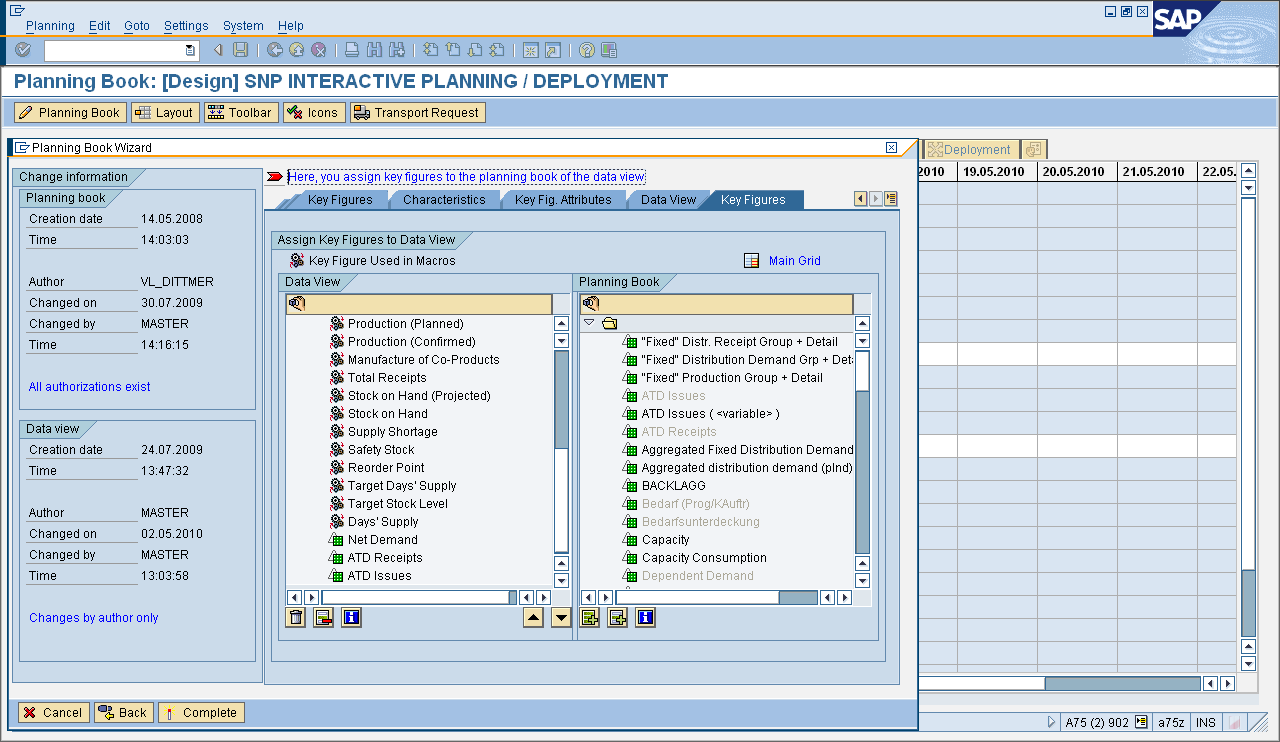 Planning Edit Goto Settings System Help
SAP
Planning Book: [Design] SNP INTERACTIVE PLANNING / DEPLOYMENT
Planning Book Layout Toolbar Icons Transport Request
Planning Book Wizard
Deployment
2010 19.05.2010 20.05.2010 21.05.2010 22.05.
Change information
Planning book
Creation date 14.05.2008
Time 14:03:03
Author VL_DITTMER
Changed on 30.07.2009
Changed by MASTER
Time 14:16:15
All authorizations exist
Data view
Creation date 24.07.2009
Time 13:47:32
Author MASTER
Changed on 02.05.2010
Changed by MASTER
Time 13:03:58
Changes by author only
Here, you assign key figures to the planning book of the data view
Key Figures Characteristics Key Fig. Attributes Data View Key Figures
Assign Key Figures to Data View
Key Figure Used in Macros
Main Grid
Data View
Production (Planned)
Production (Confirmed)
Manufacture of Co-Products
Total Receipts
Stock on Hand (Projected)
Stock on Hand
Supply Shortage
Safety Stock
Reorder Point
Target Days' Supply
Target Stock Level
Days' Supply
Net Demand
ATD Receipts
ATD Issues
Planning Book
"Fixed" Distr. Receipt Group + Detail
"Fixed" Distribution Demand Grp + Deta
"Fixed" Production Group + Detail
ATD Issues
ATD Issues ( <variable> )
ATD Receipts
Aggregated Fixed Distribution Demand
Aggregated distribution demand (plnd)
BACKLAGG
Bedarf (Prog/KAuftr)
Bedarfsunterdeckung
Capacity
Capacity Consumption
Dependent Demand
Cancel Back Complete
A75 (2) 902 a75z INS